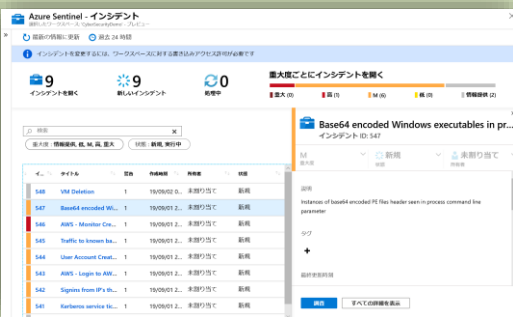 Azure Sentinel - インシデント
選択したワークスペース 'CybersecurityDemo' - プレビュー
最新の情報に更新 過去 24 時間
インシデントを変更するには、ワークスペースに対する書き込みアクセス許可が必要です
9
インシデントを開く
9
新しいインシデント
0
処理中
重大度ごとにインシデントを開く
重大 (0) 高 (1) M (6) 低 (0) 情報提供 (2)
検索
重大度 : 情報提供, 低, M, 高, 重大
状態 : 新規, 実行中
タイトル 作成時間 所有者 状態
548 VM Deletion 1 19/09/02 0... 未割り当て 新規
547 Base64 encoded Wi... 1 19/09/01 2... 未割り当て 新規
546 AWS - Monitor Cre... 1 19/09/01 2... 未割り当て 新規
545 Traffic to known ba... 1 19/09/01 2... 未割り当て 新規
544 User Account Creat... 1 19/09/01 2... 未割り当て 新規
543 AWS - Login to AW... 1 19/09/01 2... 未割り当て 新規
542 Signins from IP's th... 1 19/09/01 2... 未割り当て 新規
541 Kerberos service tic... 1 19/09/01 2... 未割り当て 新規
Base64 encoded Windows executables in pr...
インシデント ID: 547
M
重大度
新規
状態
未割り当て
所有者
説明
Instances of base64 encoded PE files header seen in process command line
parameter
タグ
最終更新時刻
調査 すべての詳細を表示